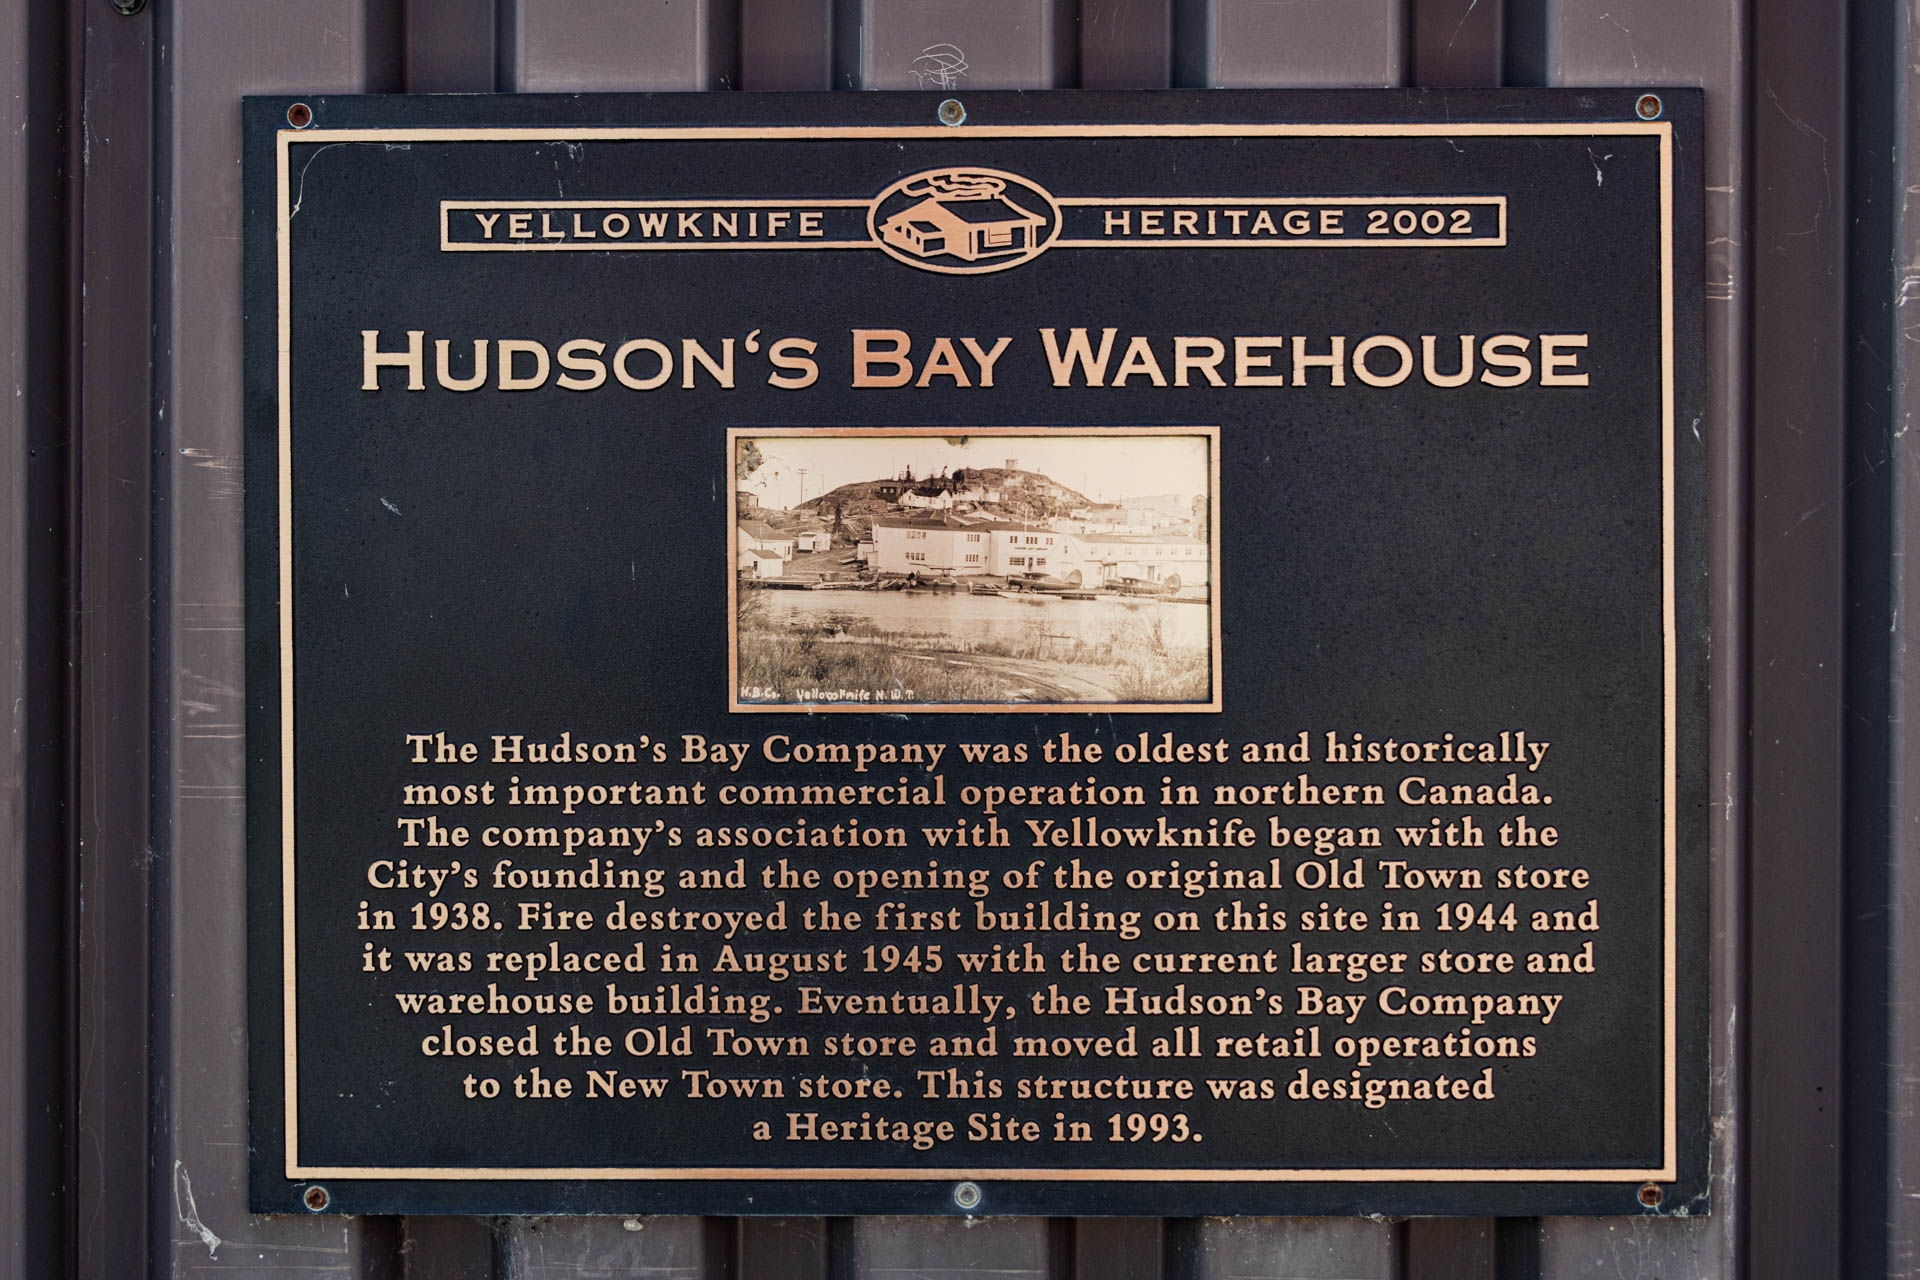 YELLOWKNIFE HERITAGE 2002
HUDSON‘S BAY WAREHOUSE
H.B.Co. Yellowknife N.W.T.
The Hudson’s Bay Company was the oldest and historically
most important commercial operation in northern Canada.
The company’s association with Yellowknife began with the
City’s founding and the opening of the original Old Town store
in 1938. Fire destroyed the first building on this site in 1944 and
it was replaced in August 1945 with the current larger store and
warehouse building. Eventually, the Hudson’s Bay Company
closed the Old Town store and moved all retail operations
to the New Town store. This structure was designated
a Heritage Site in 1993.